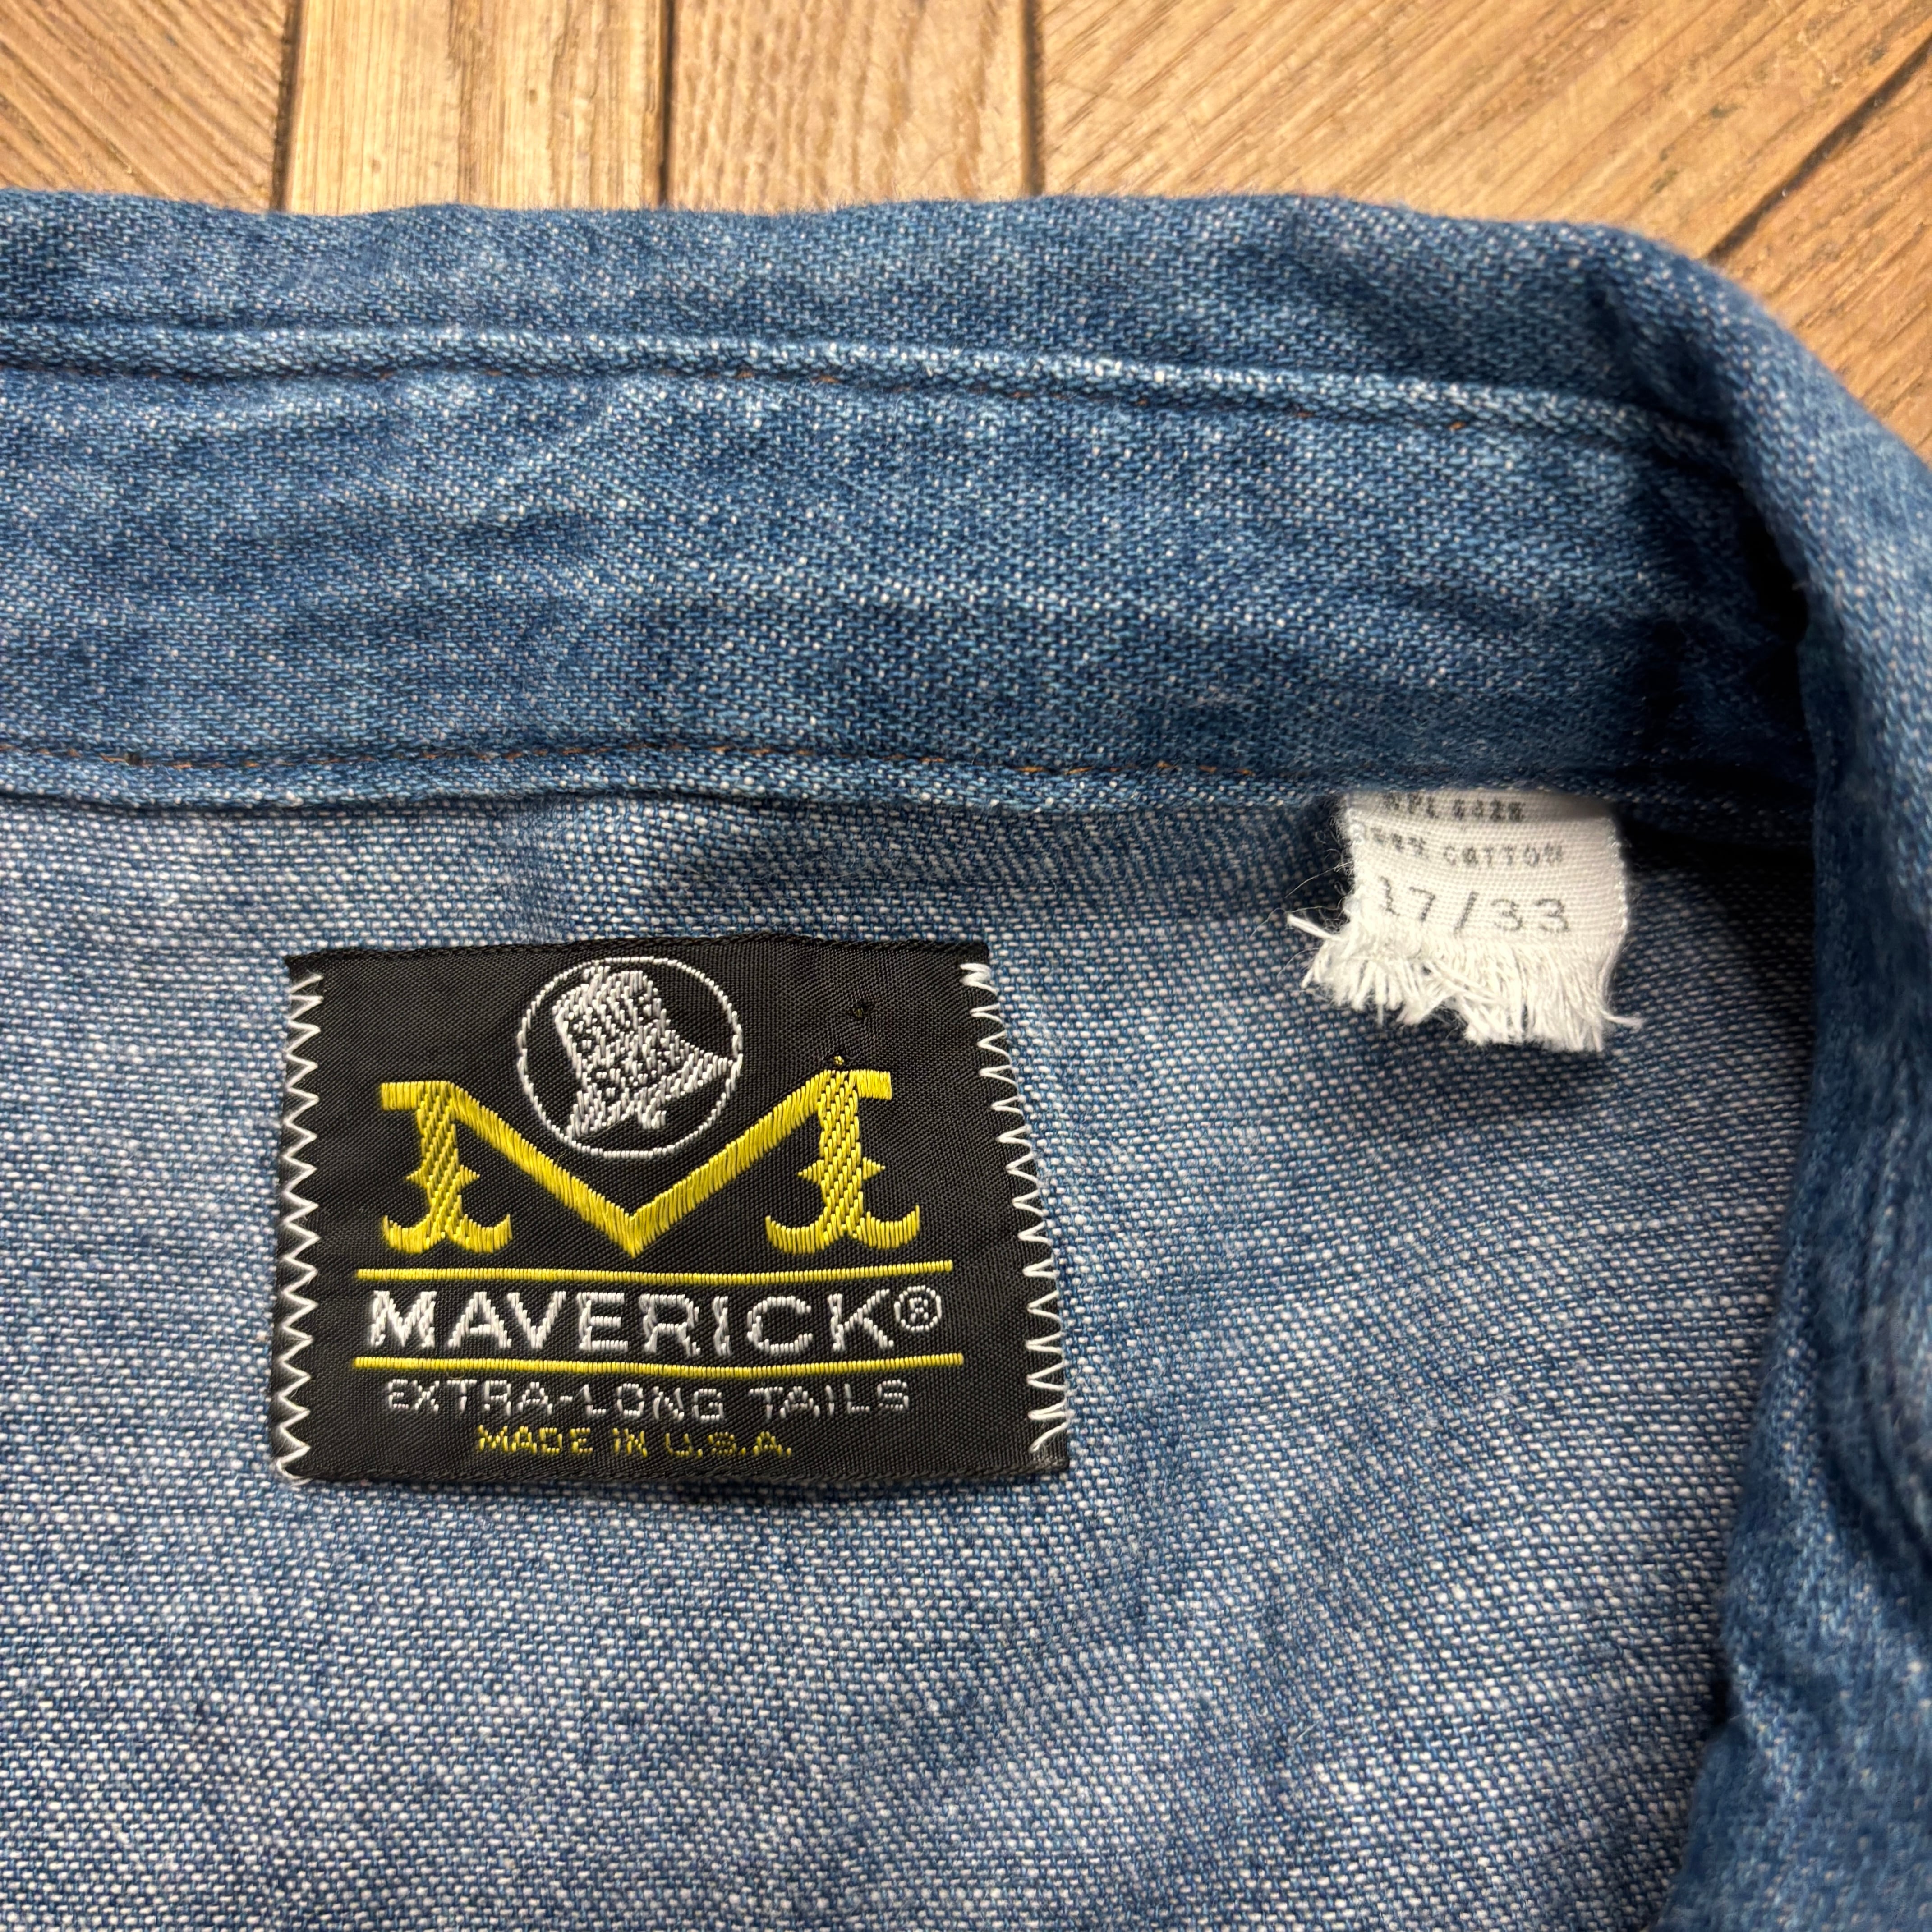 BLUE
BELL
M
MAVERICK®
EXTRA-LONG TAILS
MADE IN U.S.A.
COTTON
17/33